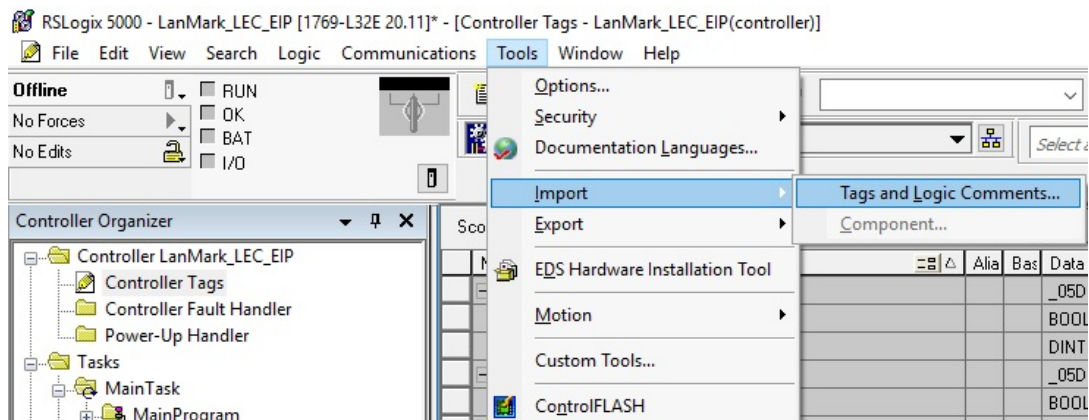 RSLogix 5000 - LanMark_LEC_EIP [1769-L32E 20.11]* - [Controller Tags - LanMark_LEC_EIP(controller)]
File Edit View Search Logic Communications Tools Window Help
Offline
RUN
No Forces
OK
No Edits
BAT
I/O
Options...
Security
Documentation Languages...
Import
Export
EDS Hardware Installation Tool
Motion
Custom Tools...
ControlFLASH
Tags and Logic Comments...
Component...
Select
Controller Organizer
Controller LanMark_LEC_EIP
Controller Tags
Controller Fault Handler
Power-Up Handler
Tasks
MainTask
MainProgram
Sco
Alia Bas Data
_05D
BOOL
DINT
_05D
BOOL